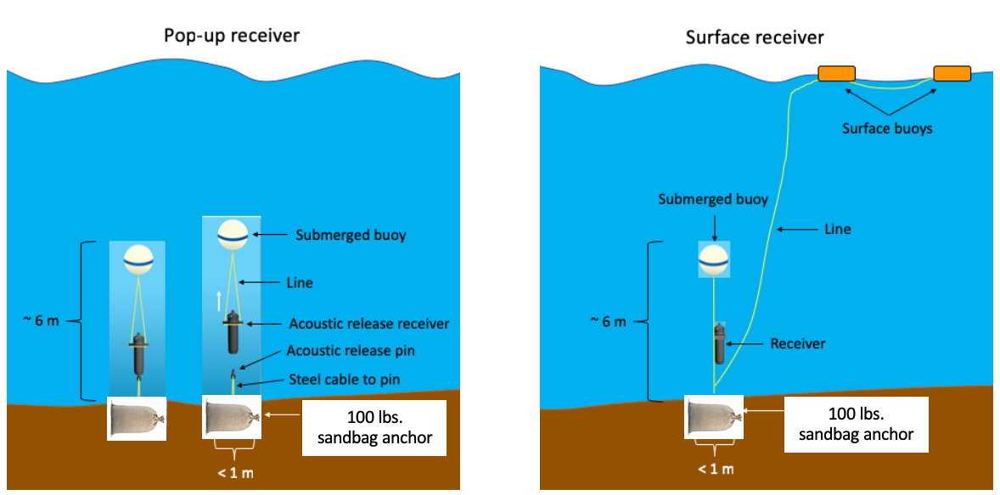 Pop-up receiver
Submerged buoy
Line
~ 6 m
Acoustic release receiver
Acoustic release pin
Steel cable to pin
100 lbs.
sandbag anchor
< 1 m
Surface receiver
Surface buoys
Submerged buoy
Line
~ 6 m
Receiver
100 lbs.
sandbag anchor
< 1 m